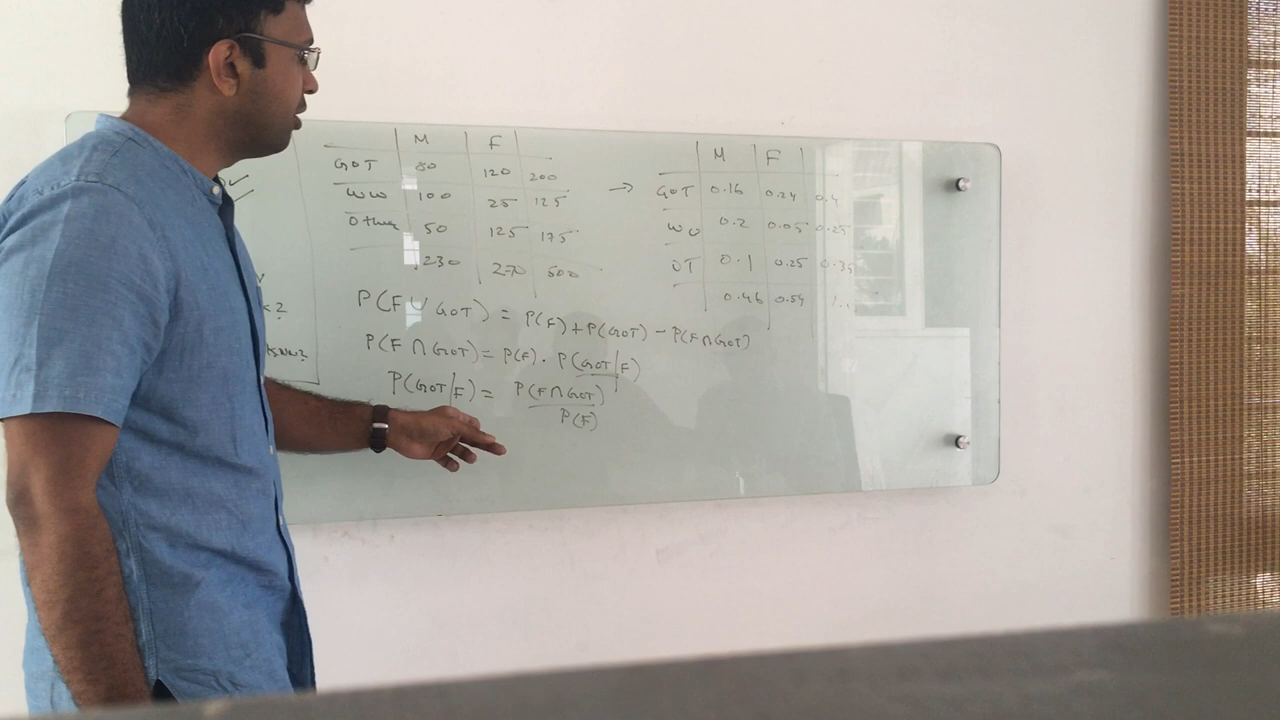 M F
GOT 80 120 200
WW 100 25 125
Other 50 125 175
230 270 500
→
M F
GOT 0.16 0.24 0.4
WW 0.2 0.05 0.25
OT 0.1 0.25 0.35
0.46 0.54
P(F ∪ GOT) = P(F) + P(GOT) - P(F∩GOT)
P(F ∩ GOT) = P(F) . P(GOT|F)
P(GOT|F) = P(F∩GOT)
P(F)